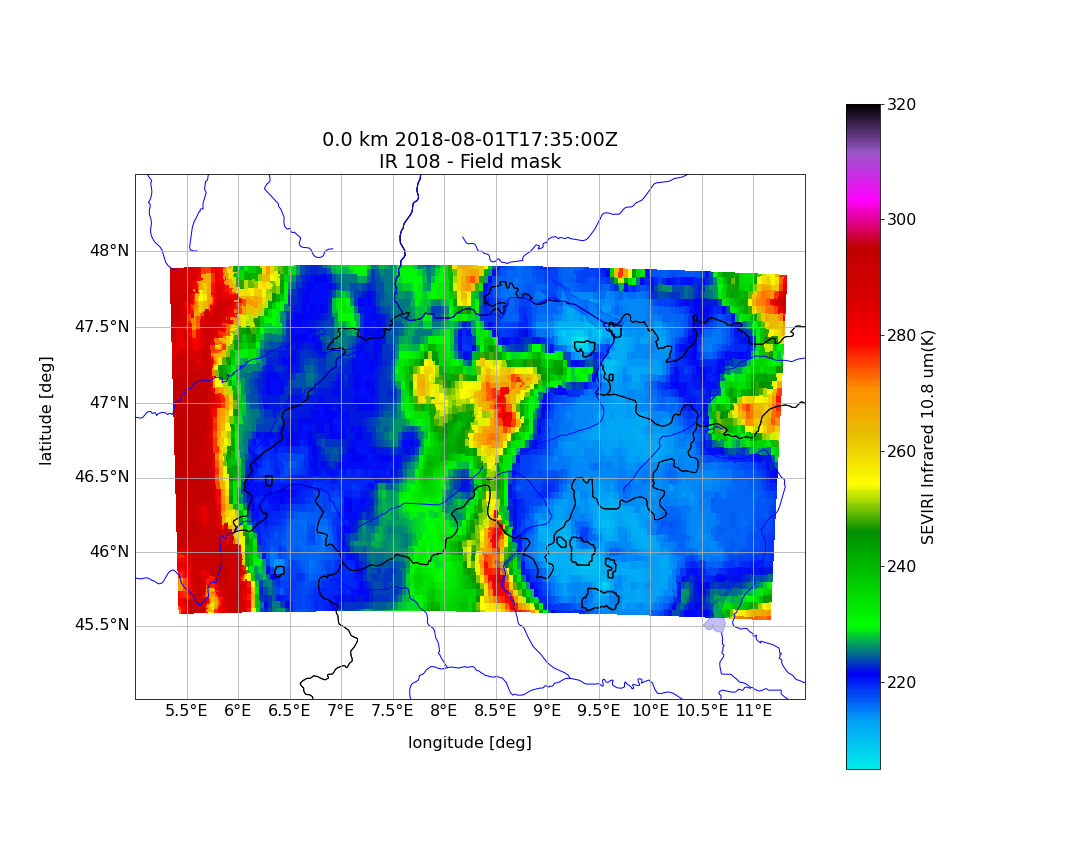 0.0 km 2018-08-01T17:35:00Z
IR 108 - Field mask
latitude [deg]
48°N
47.5°N
47°N
46.5°N
46°N
45.5°N
5.5°E 6°E 6.5°E 7°E 7.5°E 8°E 8.5°E 9°E 9.5°E 10°E 10.5°E 11°E
longitude [deg]
320
300
280
260
240
220
SEVIRI Infrared 10.8 um(K)